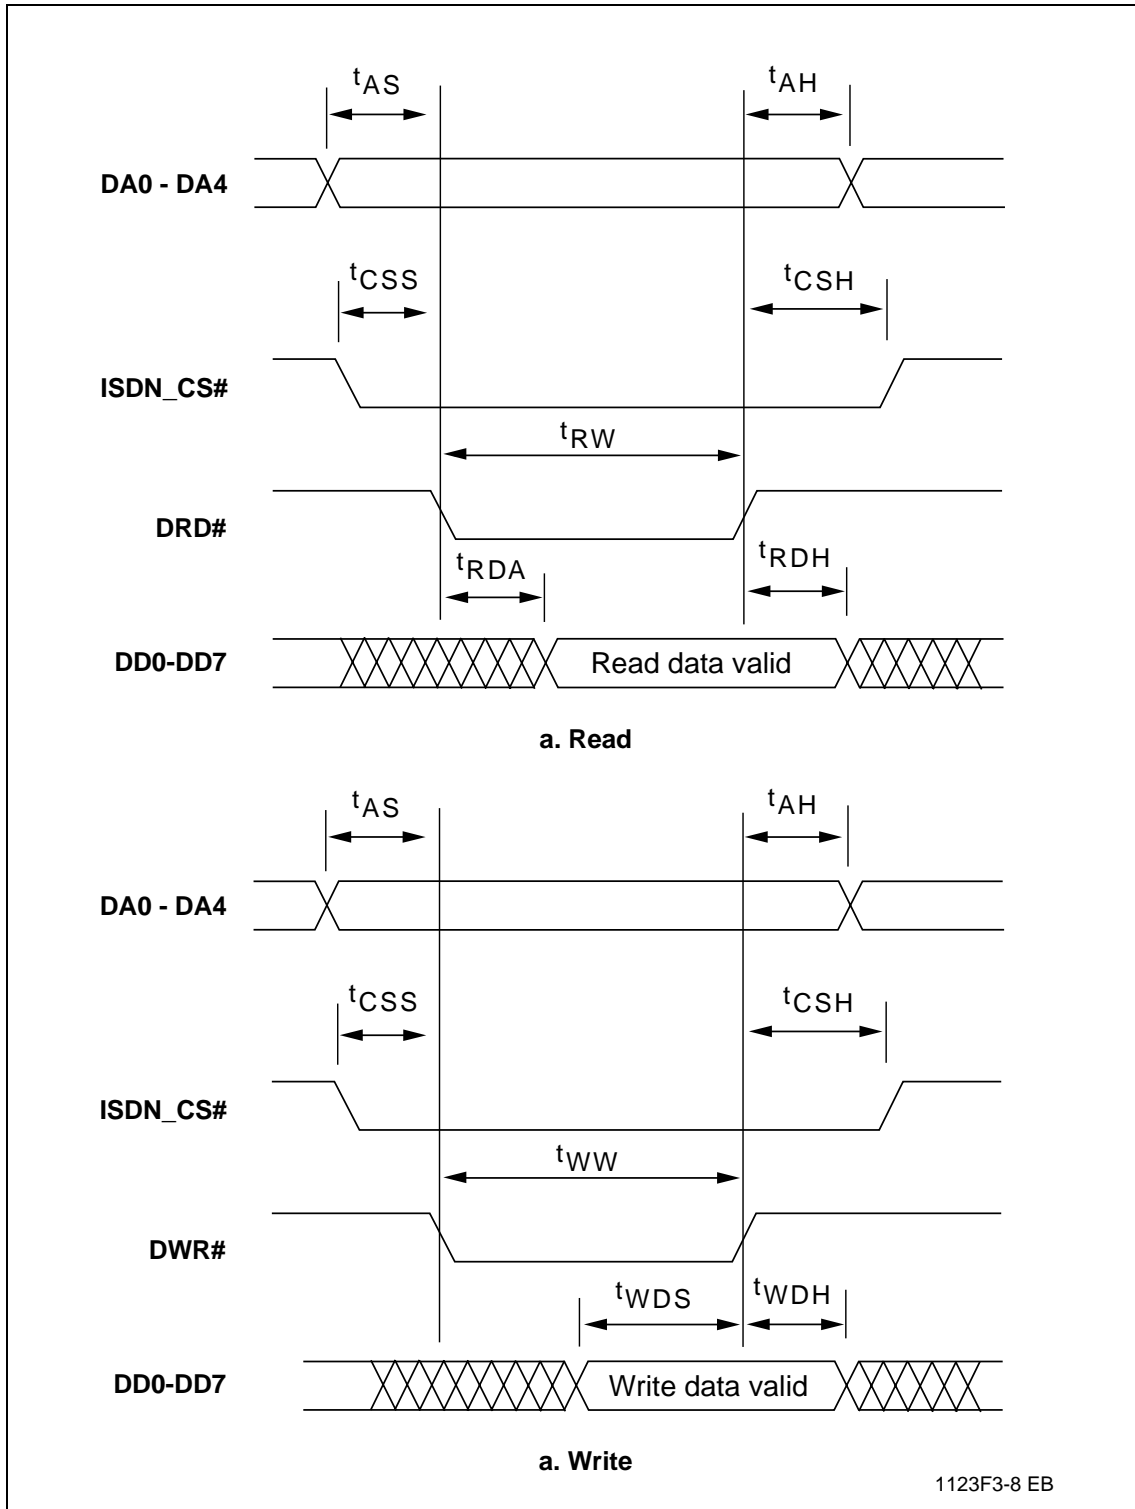 tAS tAH
DA0 - DA4
tCSS tCSH
ISDN_CS#
tRW
DRD#
tRDA tRDH
DD0-DD7 Read data valid
a. Read
tAS tAH
DA0 - DA4
tCSS tCSH
ISDN_CS#
tWW
DWR#
tWDS tWDH
DD0-DD7 Write data valid
a. Write
1123F3-8 EB